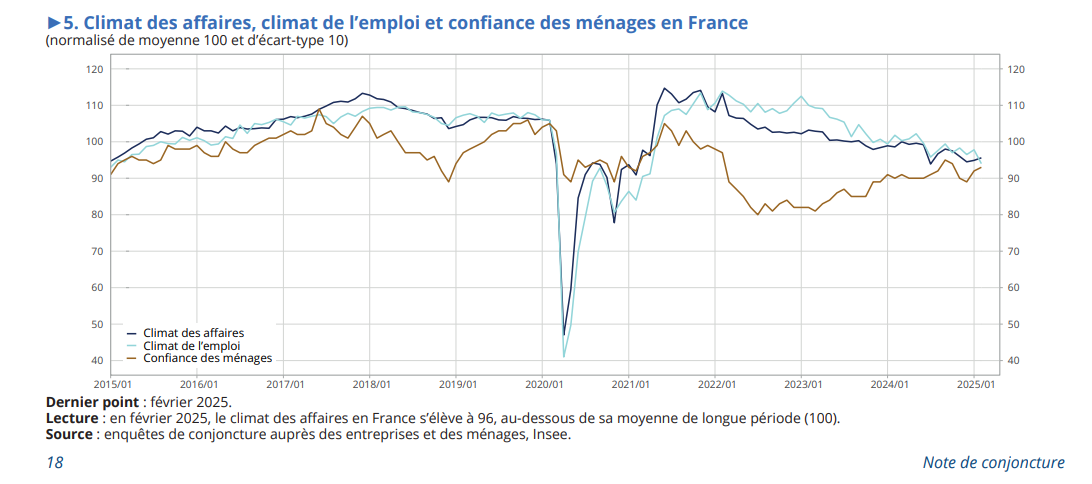 ►5. Climat des affaires, climat de l’emploi et confiance des ménages en France
(normalisé de moyenne 100 et d’écart-type 10)
120 120
110 110
100 100
90 90
80 80
70 70
60 60
50 50
40 40
Climat des affaires
Climat de l’emploi
Confiance des ménages
2015/01 2016/01 2017/01 2018/01 2019/01 2020/01 2021/01 2022/01 2023/01 2024/01 2025/01
Dernier point : février 2025.
Lecture : en février 2025, le climat des affaires en France s’élève à 96, au-dessous de sa moyenne de longue période (100).
Source : enquêtes de conjoncture auprès des entreprises et des ménages, Insee.
18 Note de conjoncture